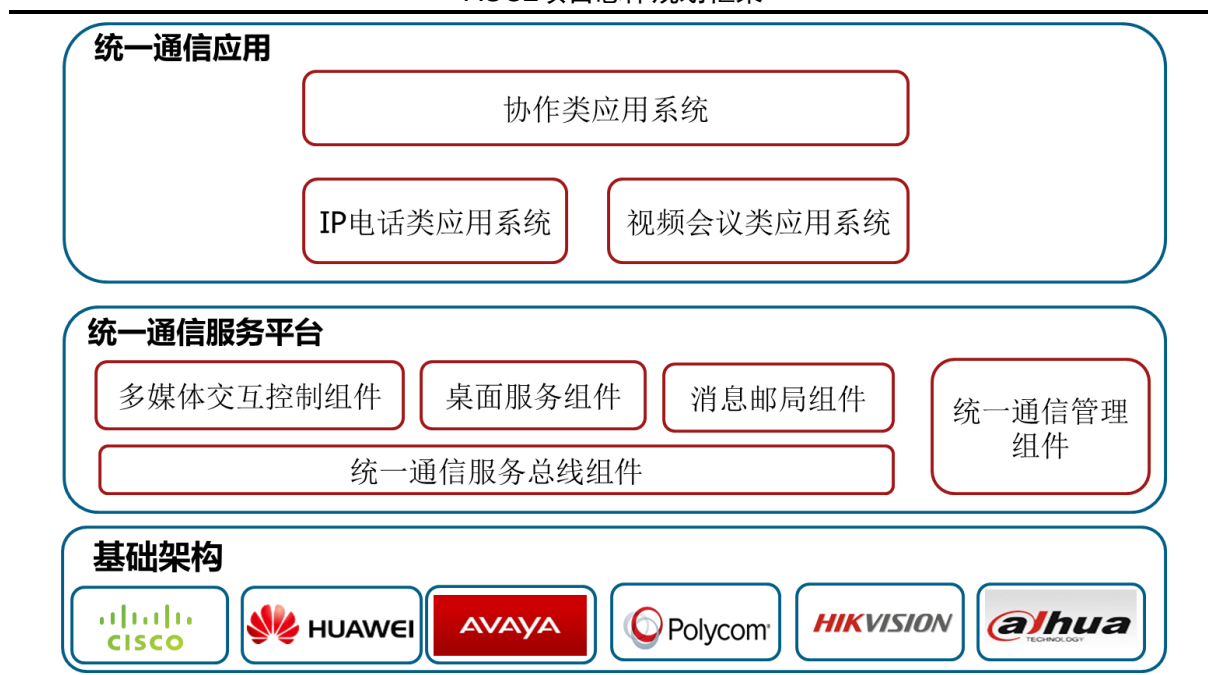 统一通信应用
协作类应用系统
IP电话类应用系统
视频会议类应用系统
统一通信服务平台
多媒体交互控制组件
桌面服务组件
消息邮局组件
统一通信管理
组件
统一通信服务总线组件
基础架构
CISCO
HUAWEI
AVAYA
Polycom
HIKVISION
alhua
TECHNOLOGY